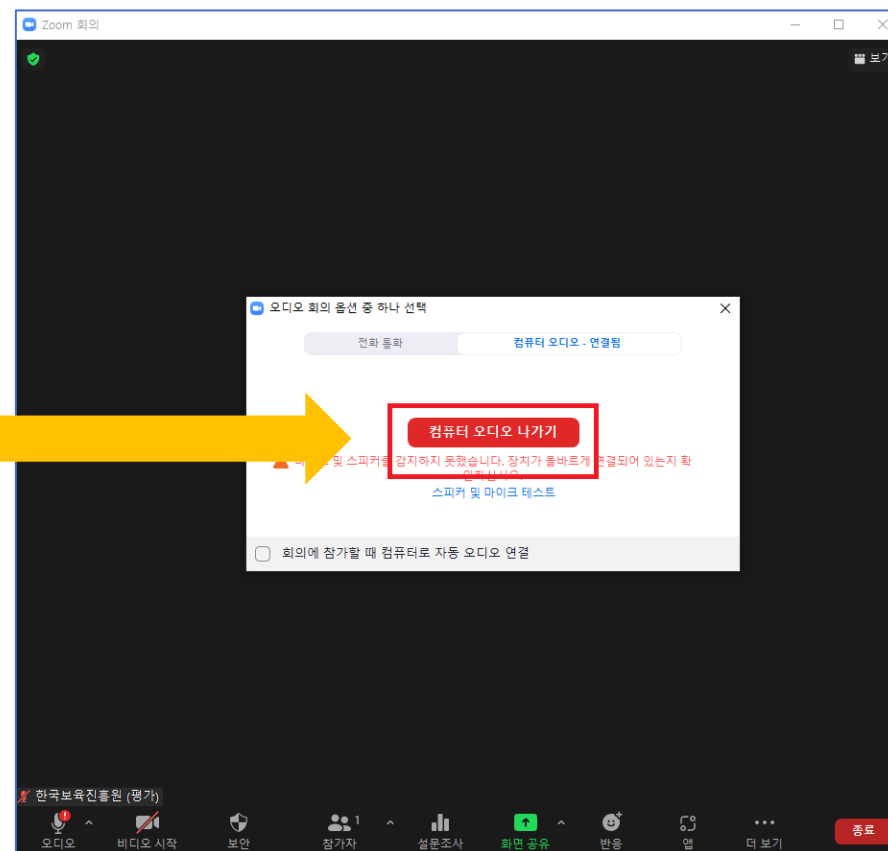 Zoom 회의
보기
오디오 회의 옵션 중 하나 선택
전화 통화
컴퓨터 오디오 - 연결됨
컴퓨터 오디오 나가기
및 스피커를 감지하지 못했습니다. 장치가 올바르게 연결되어 있는지 확
스피커 및 마이크 테스트
회의에 참가할 때 컴퓨터로 자동 오디오 연결
한국보육진흥원 (평가)
1
오디오
비디오 시작
보안
참가자
설문조사
화면 공유
반응
앱
더 보기
종료